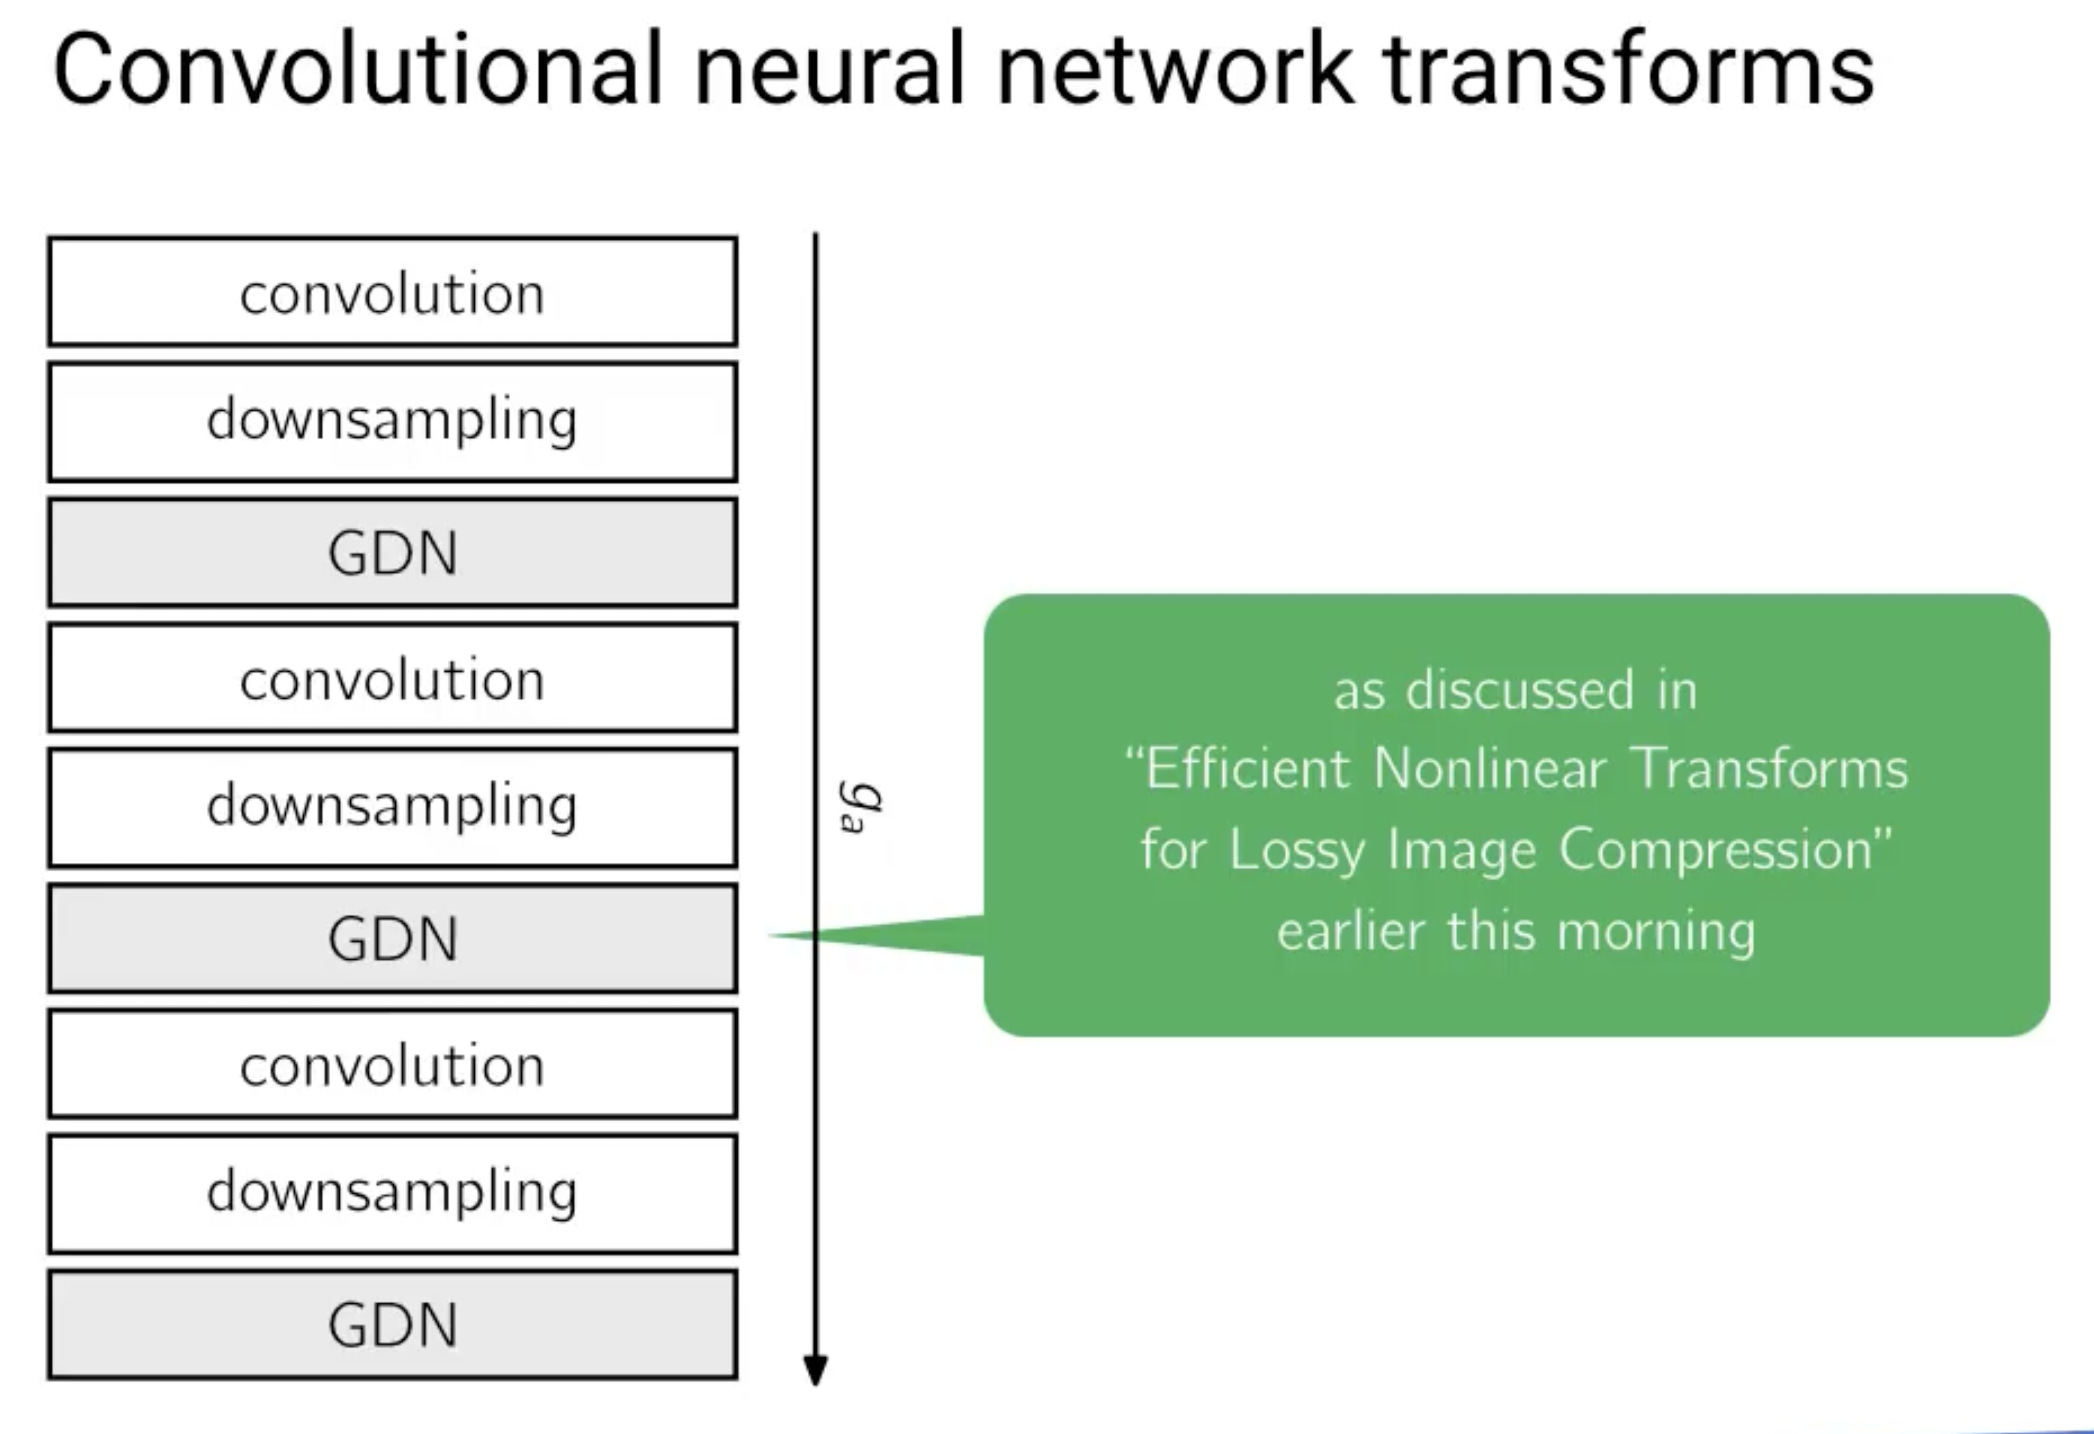 Convolutional neural network transforms
convolution
downsampling
GDN
convolution
downsampling
GDN
convolution
downsampling
GDN
gₐ
as discussed in
“Efficient Nonlinear Transforms
for Lossy Image Compression”
earlier this morning